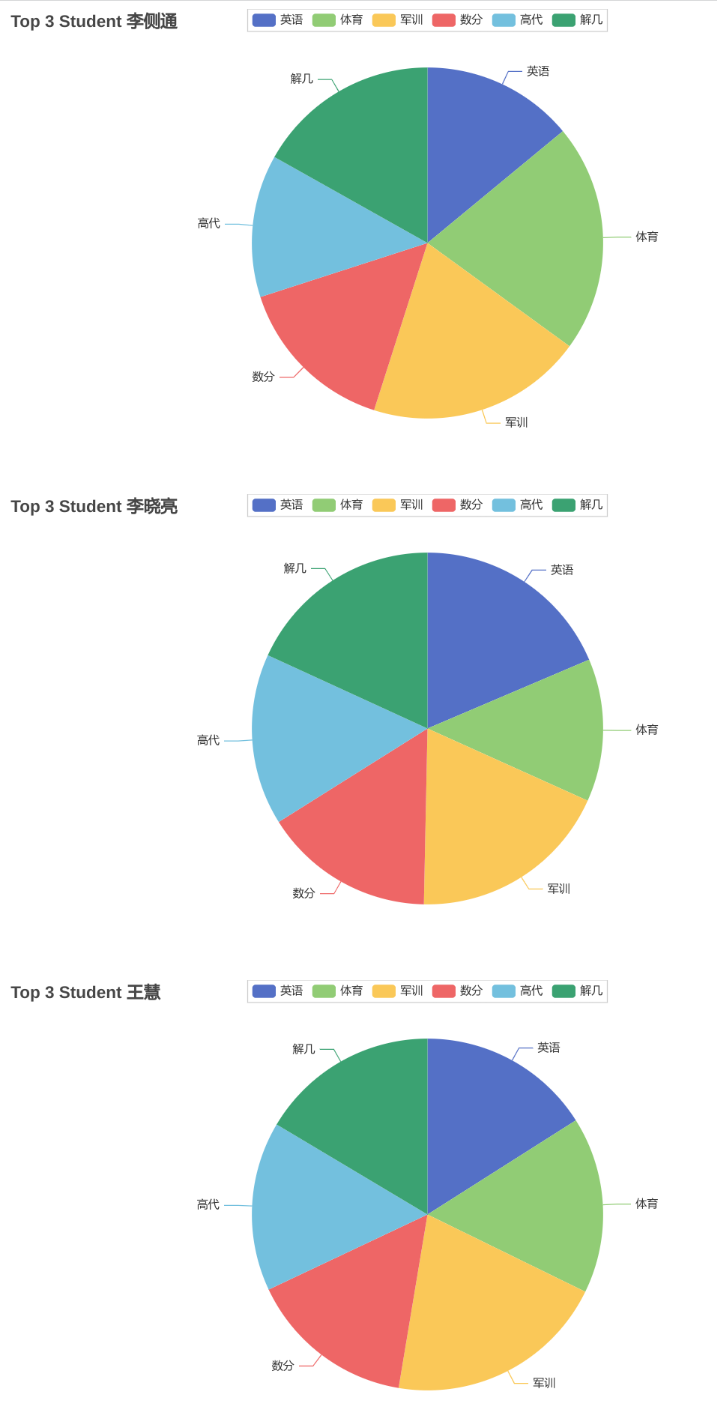 Top 3 Student 李侧通
英语 体育 军训 数分 高代 解几
英语
解几
高代
体育
数分
军训
Top 3 Student 李晓亮
英语 体育 军训 数分 高代 解几
解几
英语
体育
高代
军训
数分
Top 3 Student 王慧
英语 体育 军训 数分 高代 解几
英语
解几
体育
高代
数分
军训